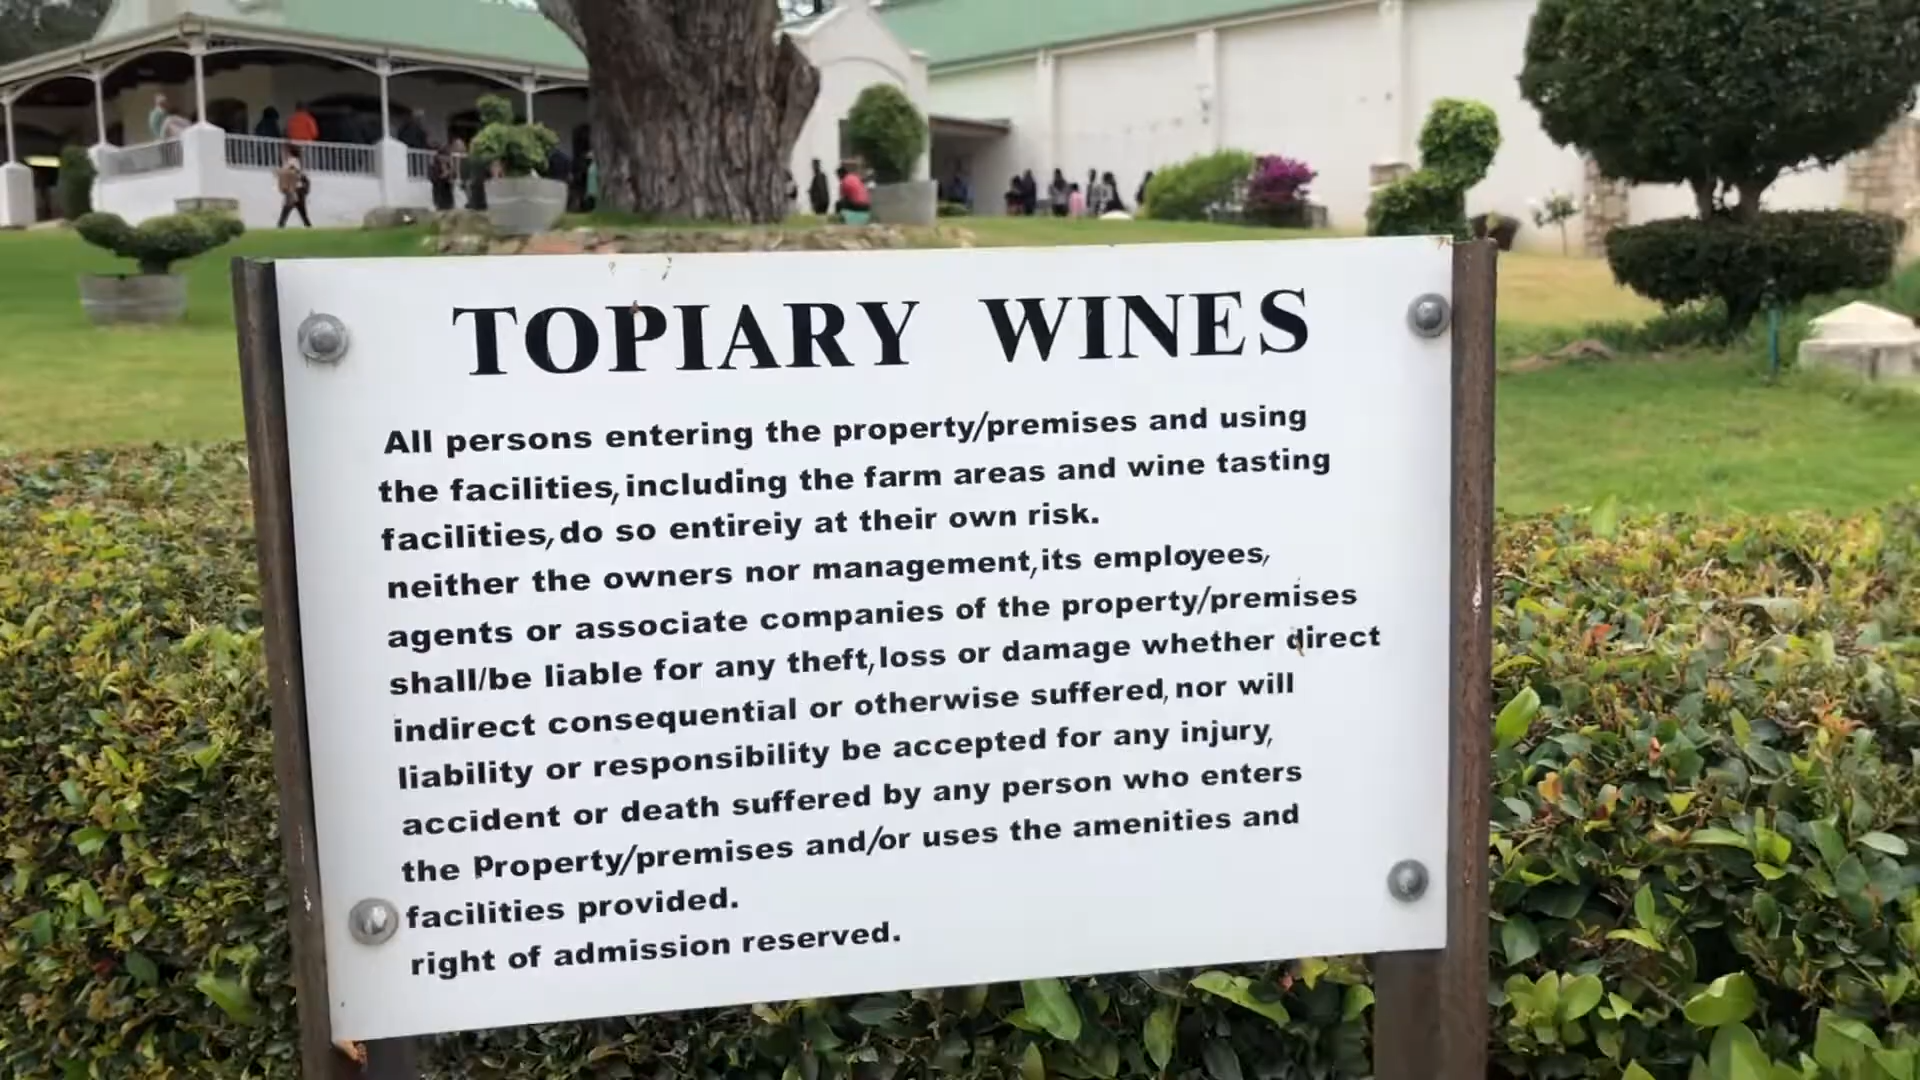 TOPIARY WINES
All persons entering the property/premises and using
the facilities, including the farm areas and wine tasting
facilities, do so entireiy at their own risk.
neither the owners nor management, its employees,
agents or associate companies of the property/premises
shall/be liable for any theft, loss or damage whether direct
indirect consequential or otherwise suffered, nor will
liability or responsibility be accepted for any injury,
accident or death suffered by any person who enters
the Property/premises and/or uses the amenities and
facilities provided.
right of admission reserved.